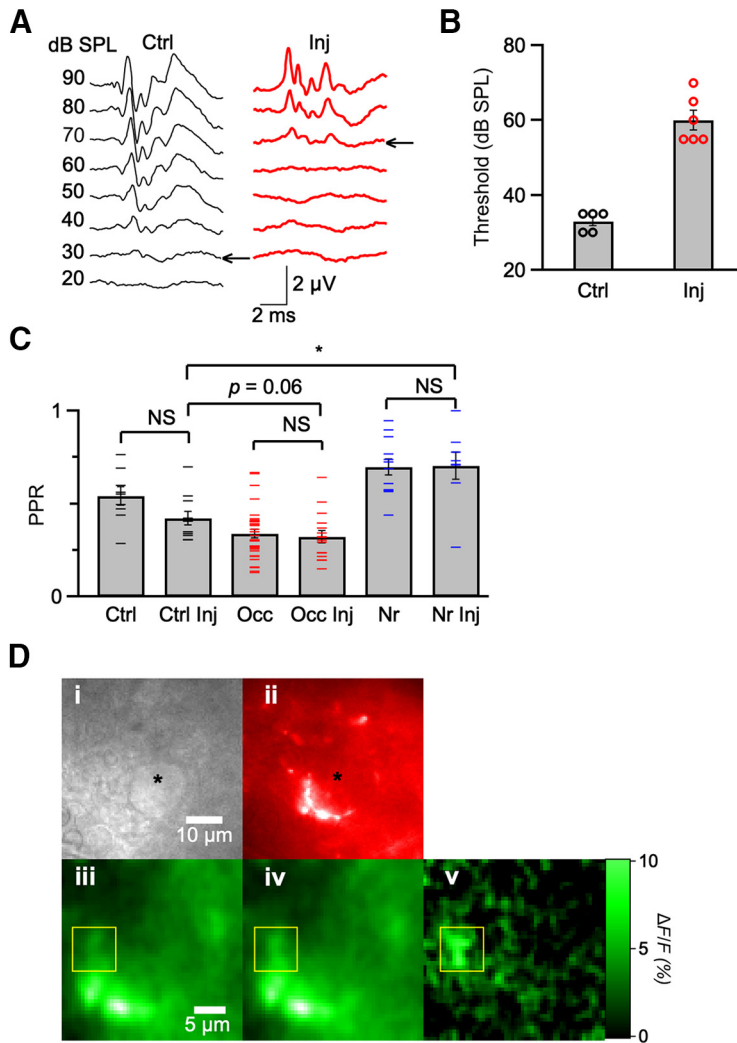 A
dB SPL
Ctrl
Inj
90
80
70
60
50
40
30
20
2 µV
2 ms
B
Threshold (dB SPL)
80
60
40
20
Ctrl
Inj
C
*
p = 0.06
NS
NS
NS
PPR
1
0
Ctrl
Ctrl Inj
Occ
Occ Inj
Nr
Nr Inj
D
i
*
10 µm
ii
*
iii
5 µm
iv
v
10
5
0
ΔF/F (%)